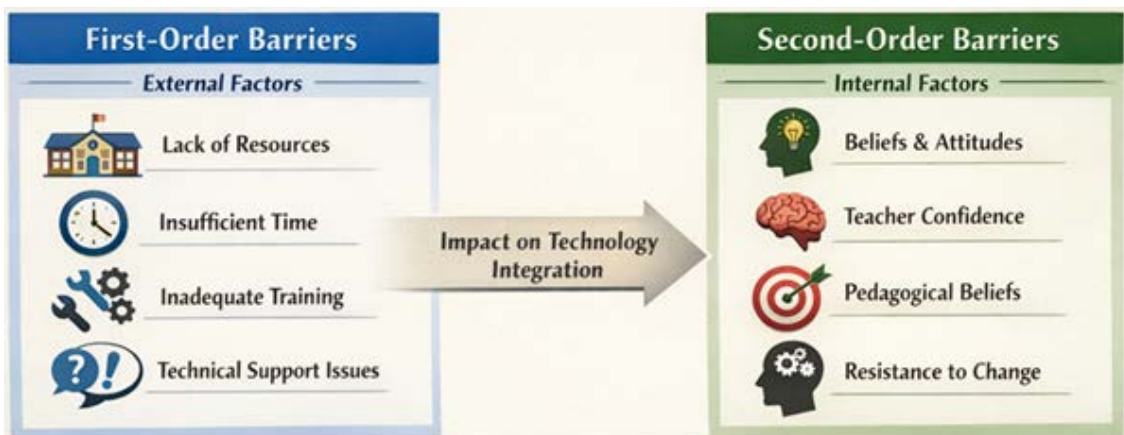 First-Order Barriers
External Factors
Lack of Resources
Insufficient Time
Inadequate Training
?!
Technical Support Issues
Impact on Technology
Integration
Second-Order Barriers
Internal Factors
Beliefs & Attitudes
Teacher Confidence
Pedagogical Beliefs
Resistance to Change